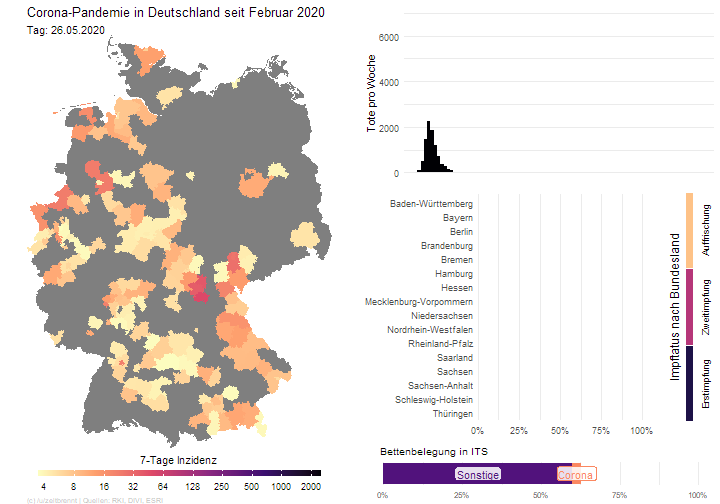 Corona-Pandemie in Deutschland seit Februar 2020
Tag: 26.05.2020
7-Tage Inzidenz
4 8 16 32 64 128 250 500 1000 2000
(c) /u/zeitbremit | Quellen: RKI, DIVI, ESRI
Tote pro Woche
6000
4000
2000
0
Baden-Württemberg
Bayern
Berlin
Brandenburg
Bremen
Hamburg
Hessen
Mecklenburg-Vorpommern
Niedersachsen
Nordrhein-Westfalen
Rheinland-Pfalz
Saarland
Sachsen
Sachsen-Anhalt
Schleswig-Holstein
Thüringen
0% 25% 50% 75% 100%
Impfstatus nach Bundesland
Auffrischung
Zweitimpfung
Erstimpfung
Bettenbelegung in ITS
Sonstige
Corona
0% 25% 50% 75% 100%